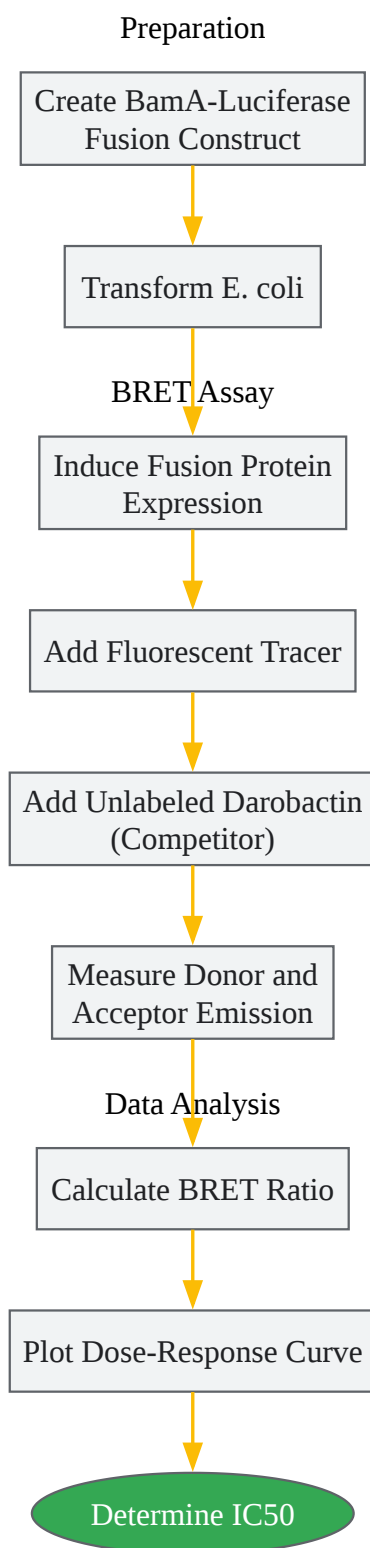 Preparation
Create BamA-Luciferase
Fusion Construct
Transform E. coli
BRET Assay
Induce Fusion Protein
Expression
Add Fluorescent Tracer
Add Unlabeled Darobactin
(Competitor)
Measure Donor and
Acceptor Emission
Data Analysis
Calculate BRET Ratio
Plot Dose-Response Curve
Determine IC50